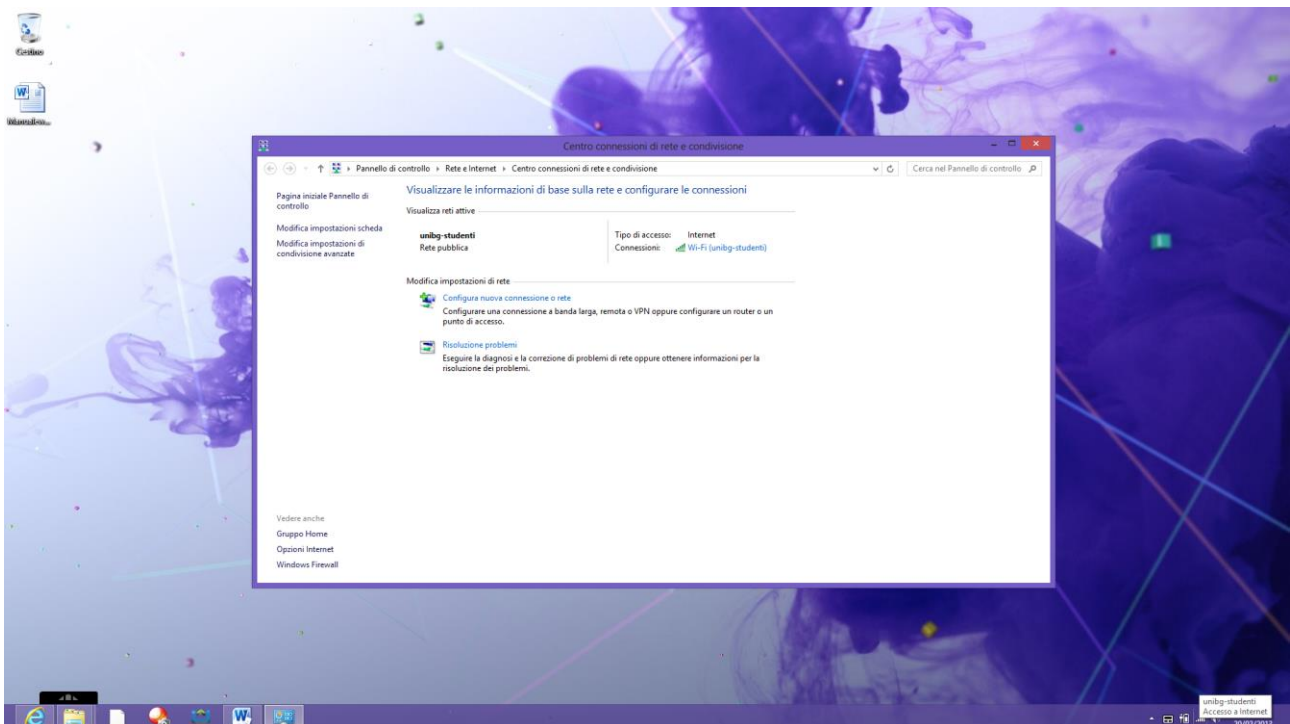 Cestino
Centro connessioni di rete e condivisione
Pannello di controllo
Rete e Internet
Centro connessioni di rete e condivisione
Cerca nel Pannello di controllo
Pagina iniziale Pannello di
controllo
Modifica impostazioni scheda
Modifica impostazioni di
condivisione avanzate
Visualizzare le informazioni di base sulla rete e configurare le connessioni
Visualizza reti attive
unibg-studenti
Rete pubblica
Tipo di accesso: Internet
Connessioni: Wi-Fi (unibg-studenti)
Modifica impostazioni di rete
Configura nuova connessione o rete
Configurare una connessione a banda larga, remota o VPN oppure configurare un router o un
punto di accesso.
Risoluzione problemi
Eseguire la diagnosi e la correzione di problemi di rete oppure ottenere informazioni per la
risoluzione dei problemi.
Vedere anche
Gruppo Home
Opzioni Internet
Windows Firewall
unibg-studenti
Accesso a Internet